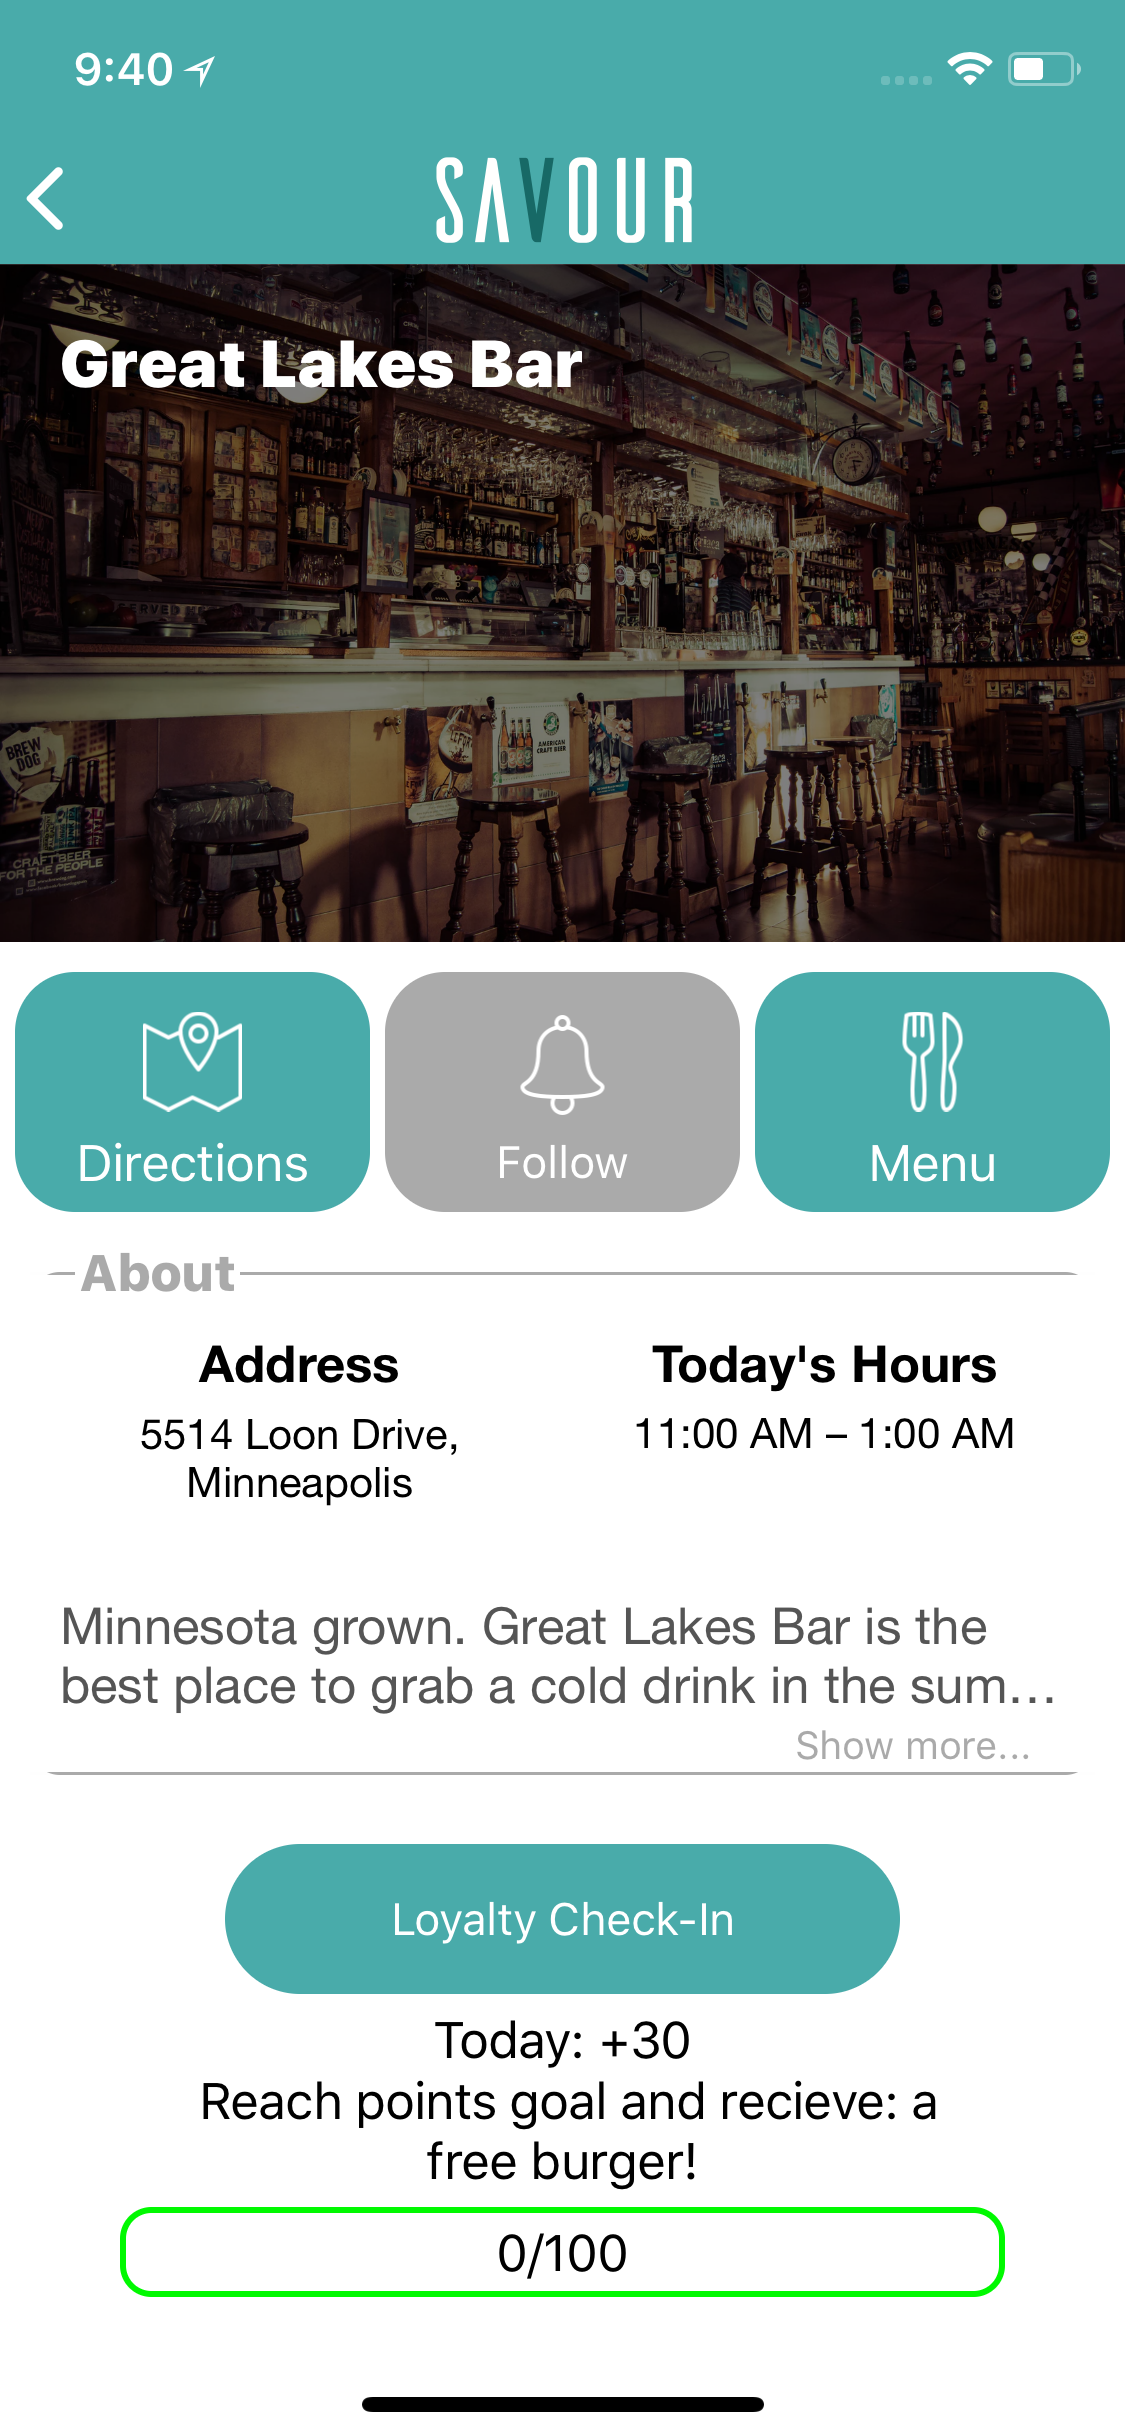 9:40
SAVOUR
Great Lakes Bar
SERVED
BREW
DOG
AMERICAN
CRAFT BEER
CRAFT BEER
FOR THE PEOPLE
Directions
Follow
Menu
About
Address
Today's Hours
5514 Loon Drive,
Minneapolis
11:00 AM – 1:00 AM
Minnesota grown. Great Lakes Bar is the
best place to grab a cold drink in the sum...
Show more...
Loyalty Check-In
Today: +30
Reach points goal and recieve: a
free burger!
0/100